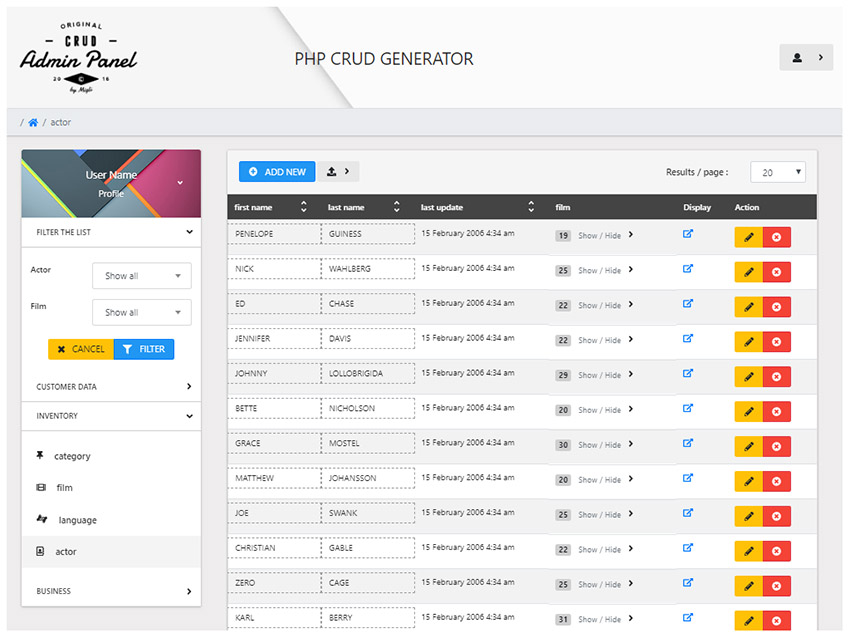 ORIGINAL
CRUD
Admin Panel
20 C 16
by Migli
PHP CRUD GENERATOR
/ / actor
User Name
Profile
FILTER THE LIST
Actor Show all
Film Show all
CANCEL FILTER
CUSTOMER DATA
INVENTORY
category
film
language
actor
BUSINESS
ADD NEW
Results / page : 20
first name last name last update film Display Action
PENELOPE GUINESS 15 February 2006 4:34 am 19 Show / Hide
NICK WAHLBERG 15 February 2006 4:34 am 25 Show / Hide
ED CHASE 15 February 2006 4:34 am 22 Show / Hide
JENNIFER DAVIS 15 February 2006 4:34 am 22 Show / Hide
JOHNNY LOLLOBRIGIDA 15 February 2006 4:34 am 29 Show / Hide
BETTE NICHOLSON 15 February 2006 4:34 am 20 Show / Hide
GRACE MOSTEL 15 February 2006 4:34 am 30 Show / Hide
MATTHEW JOHANSSON 15 February 2006 4:34 am 20 Show / Hide
JOE SWANK 15 February 2006 4:34 am 25 Show / Hide
CHRISTIAN GABLE 15 February 2006 4:34 am 22 Show / Hide
ZERO CAGE 15 February 2006 4:34 am 25 Show / Hide
KARL BERRY 15 February 2006 4:34 am 31 Show / Hide